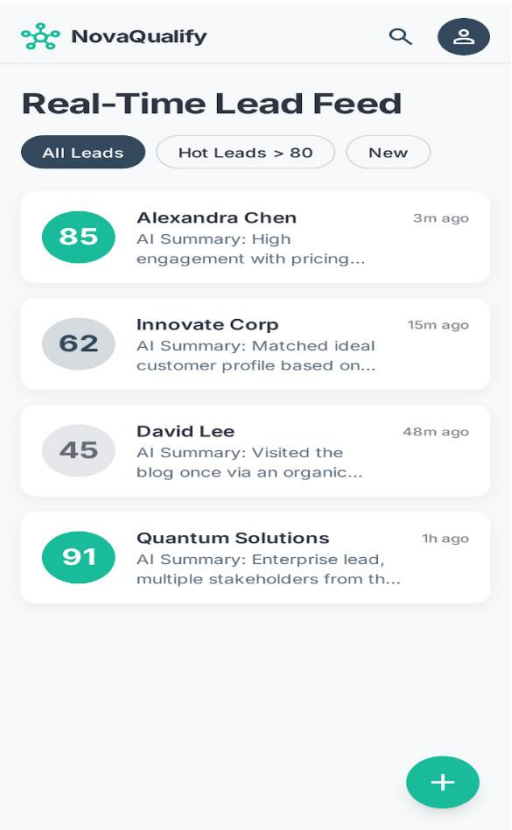 NovaQualify
Real-Time Lead Feed
All Leads
Hot Leads > 80
New
85
Alexandra Chen
3m ago
AI Summary: High
engagement with pricing...
62
Innovate Corp
15m ago
AI Summary: Matched ideal
customer profile based on...
45
David Lee
48m ago
AI Summary: Visited the
blog once via an organic...
91
Quantum Solutions
1h ago
AI Summary: Enterprise lead,
multiple stakeholders from th...
+